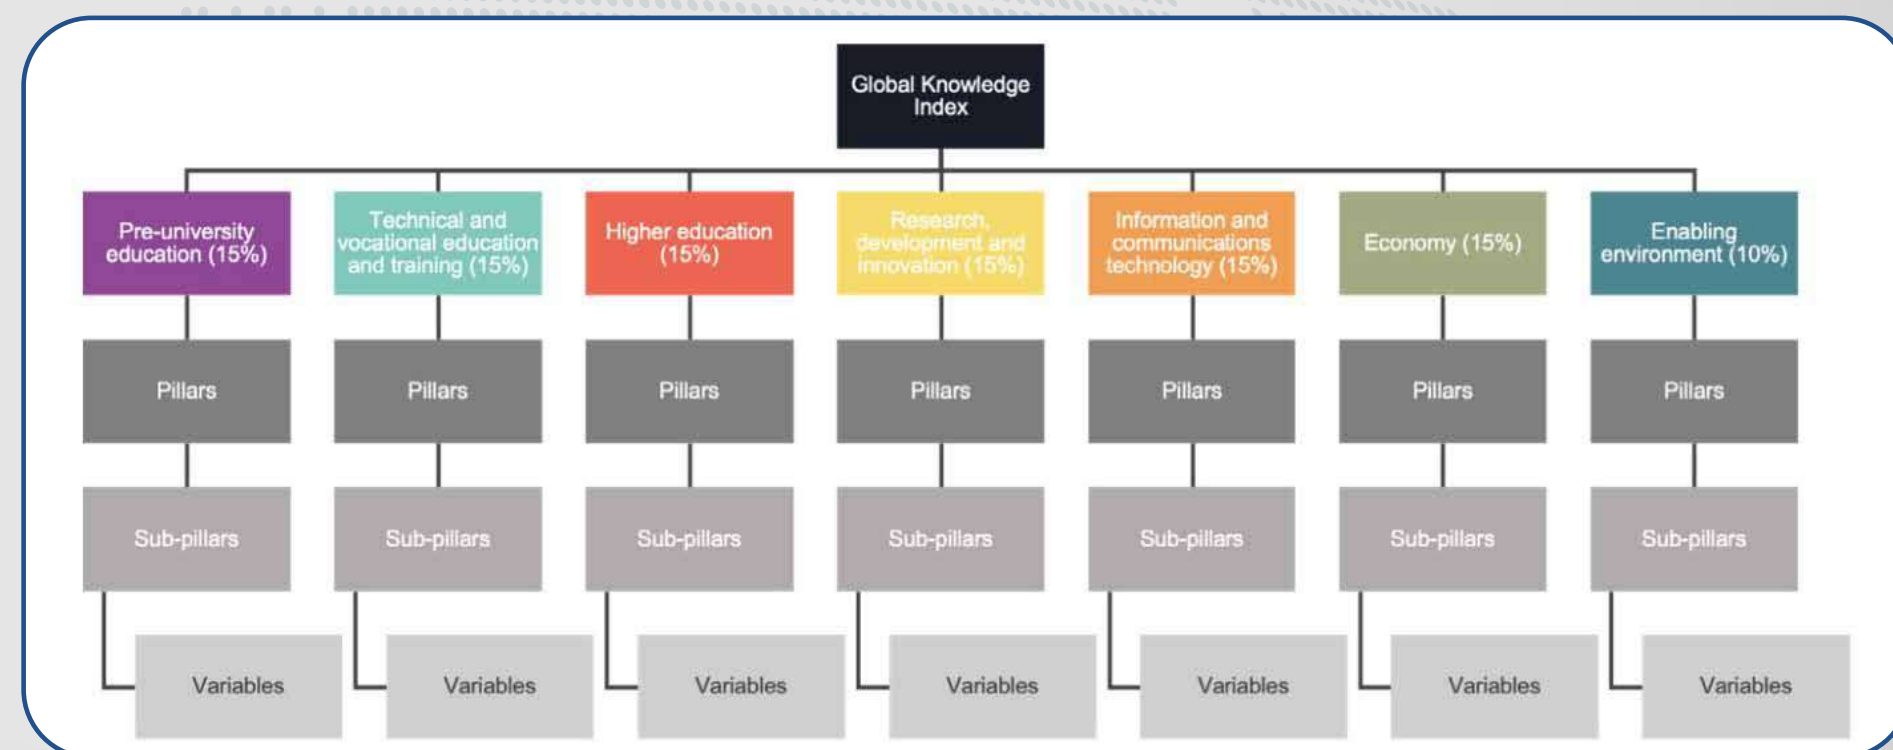 Global Knowledge
Index
Pre-university
education (15%)
Technical and
vocational education
and training (15%)
Higher education
(15%)
Research,
development and
innovation (15%)
Information and
communications
technology (15%)
Economy (15%)
Enabling
environment (10%)
Pillars
Pillars
Pillars
Pillars
Pillars
Pillars
Pillars
Sub-pillars
Sub-pillars
Sub-pillars
Sub-pillars
Sub-pillars
Sub-pillars
Sub-pillars
Variables
Variables
Variables
Variables
Variables
Variables
Variables